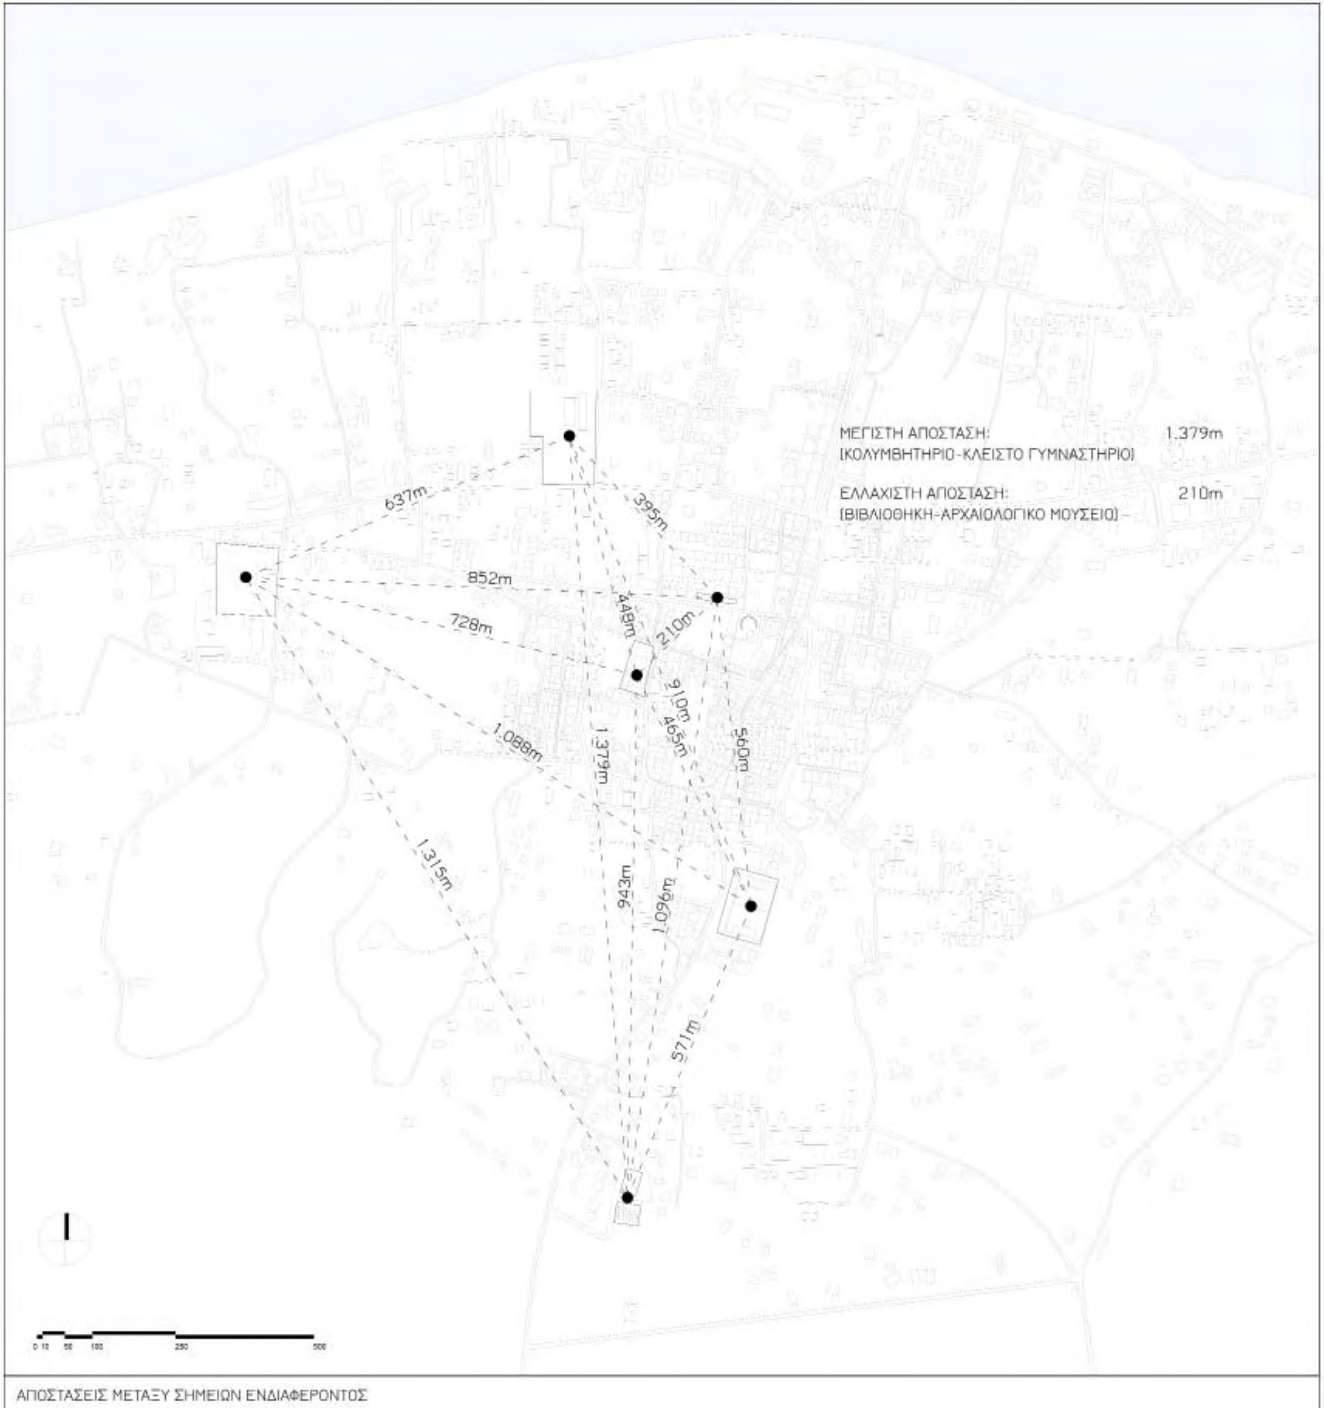 ΜΕΓΙΣΤΗ ΑΠΟΣΤΑΣΗ: 1.379m
[ΚΟΛΥΜΒΗΤΗΡΙΟ-ΚΛΕΙΣΤΟ ΓΥΜΝΑΣΤΗΡΙΟ]
ΕΛΛΑΧΙΣΤΗ ΑΠΟΣΤΑΣΗ: 210m
[ΒΙΒΛΙΟΘΗΚΗ-ΑΡΧΑΙΟΛΟΓΙΚΟ ΜΟΥΣΕΙΟ]
637m
395m
852m
448m
210m
728m
910m
465m
560m
1.088m
1.379m
1.315m
943m
1.096m
571m
0 10 50 100 250 500
ΑΠΟΣΤΑΣΕΙΣ ΜΕΤΑΞΥ ΣΗΜΕΙΩΝ ΕΝΔΙΑΦΕΡΟΝΤΟΣ